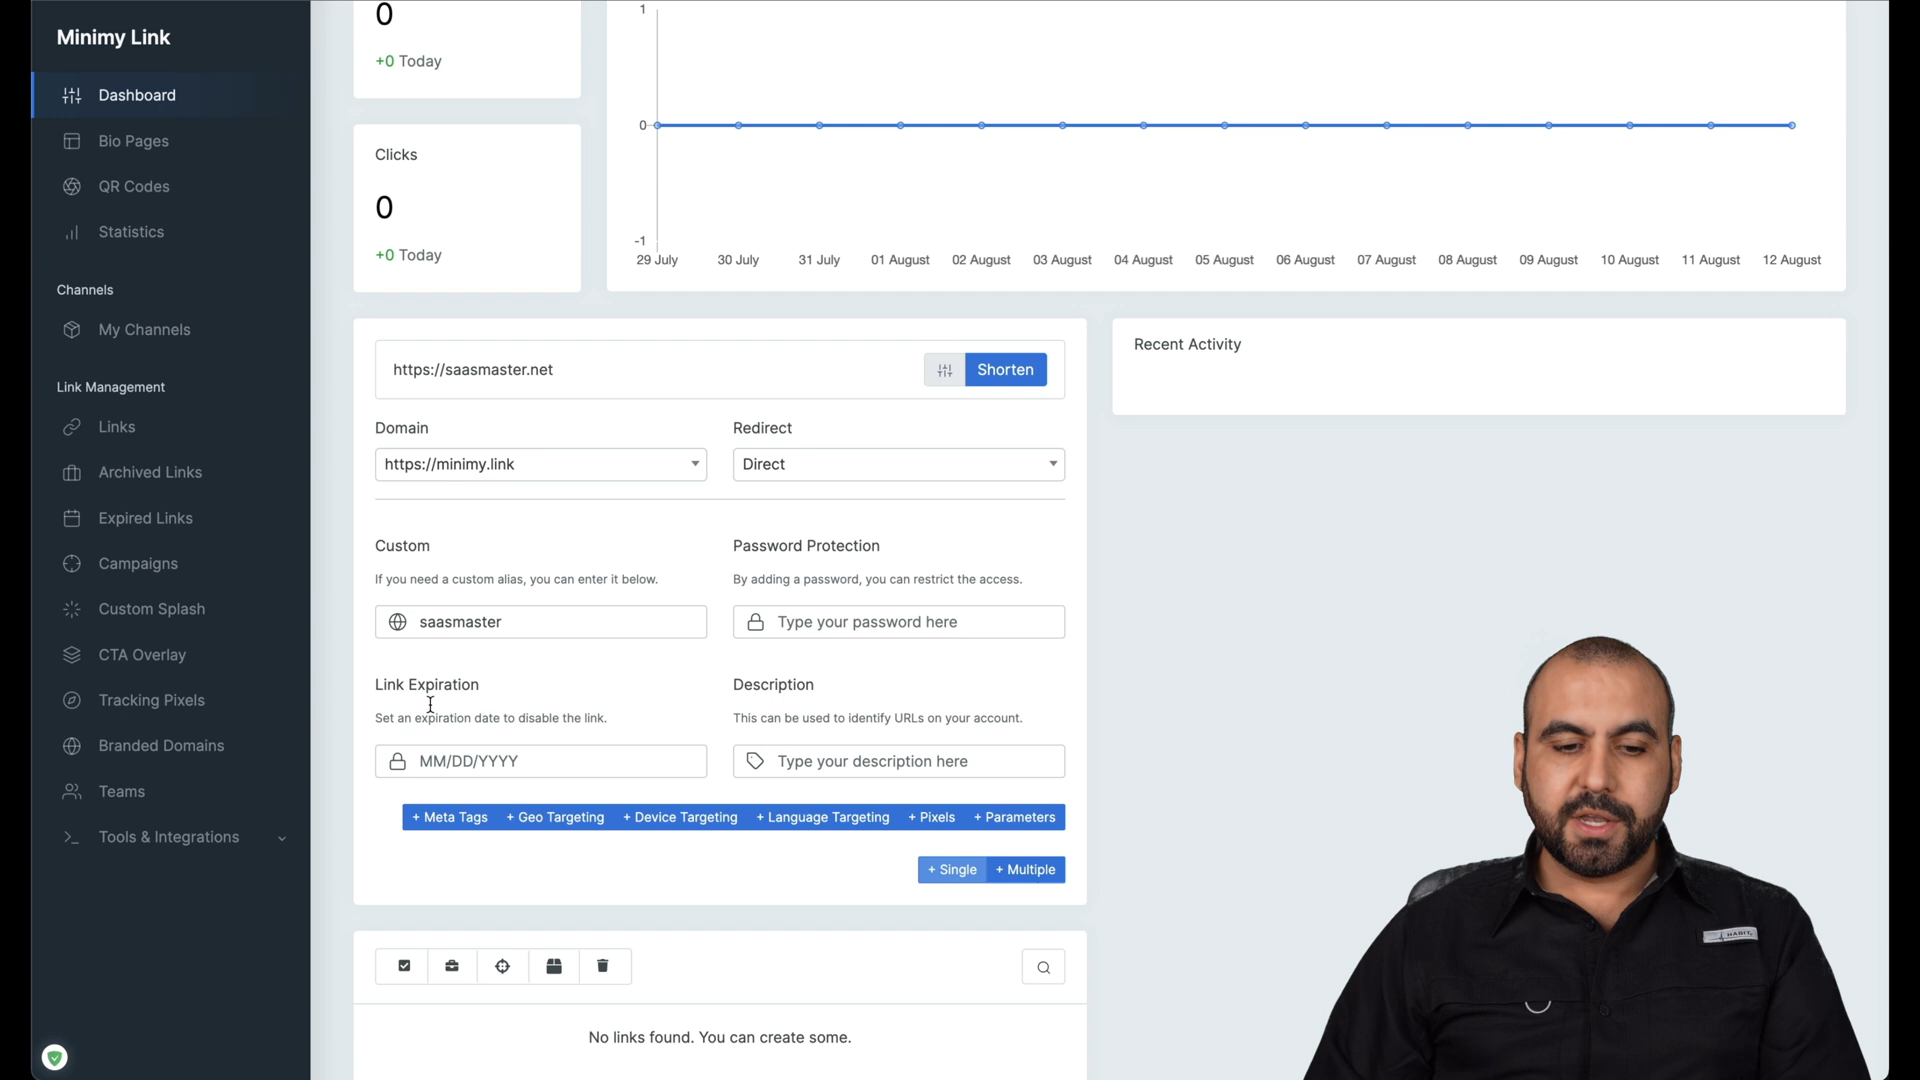 Minimy Link
Dashboard
Bio Pages
QR Codes
Statistics
Channels
My Channels
Link Management
Links
Archived Links
Expired Links
Campaigns
Custom Splash
CTA Overlay
Tracking Pixels
Branded Domains
Teams
Tools & Integrations
0
+0 Today
Clicks
0
+0 Today
1
0
-1
29 July 30 July 31 July 01 August 02 August 03 August 04 August 05 August 06 August 07 August 08 August 09 August 10 August 11 August 12 August
https://saasmaster.net
Shorten
Domain
https://minimy.link
Redirect
Direct
Custom
If you need a custom alias, you can enter it below.
saasmaster
Password Protection
By adding a password, you can restrict the access.
Type your password here
Link Expiration
Set an expiration date to disable the link.
MM/DD/YYYY
Description
This can be used to identify URLs on your account.
Type your description here
+ Meta Tags + Geo Targeting + Device Targeting + Language Targeting + Pixels + Parameters
+ Single + Multiple
No links found. You can create some.
Recent Activity
HABIT